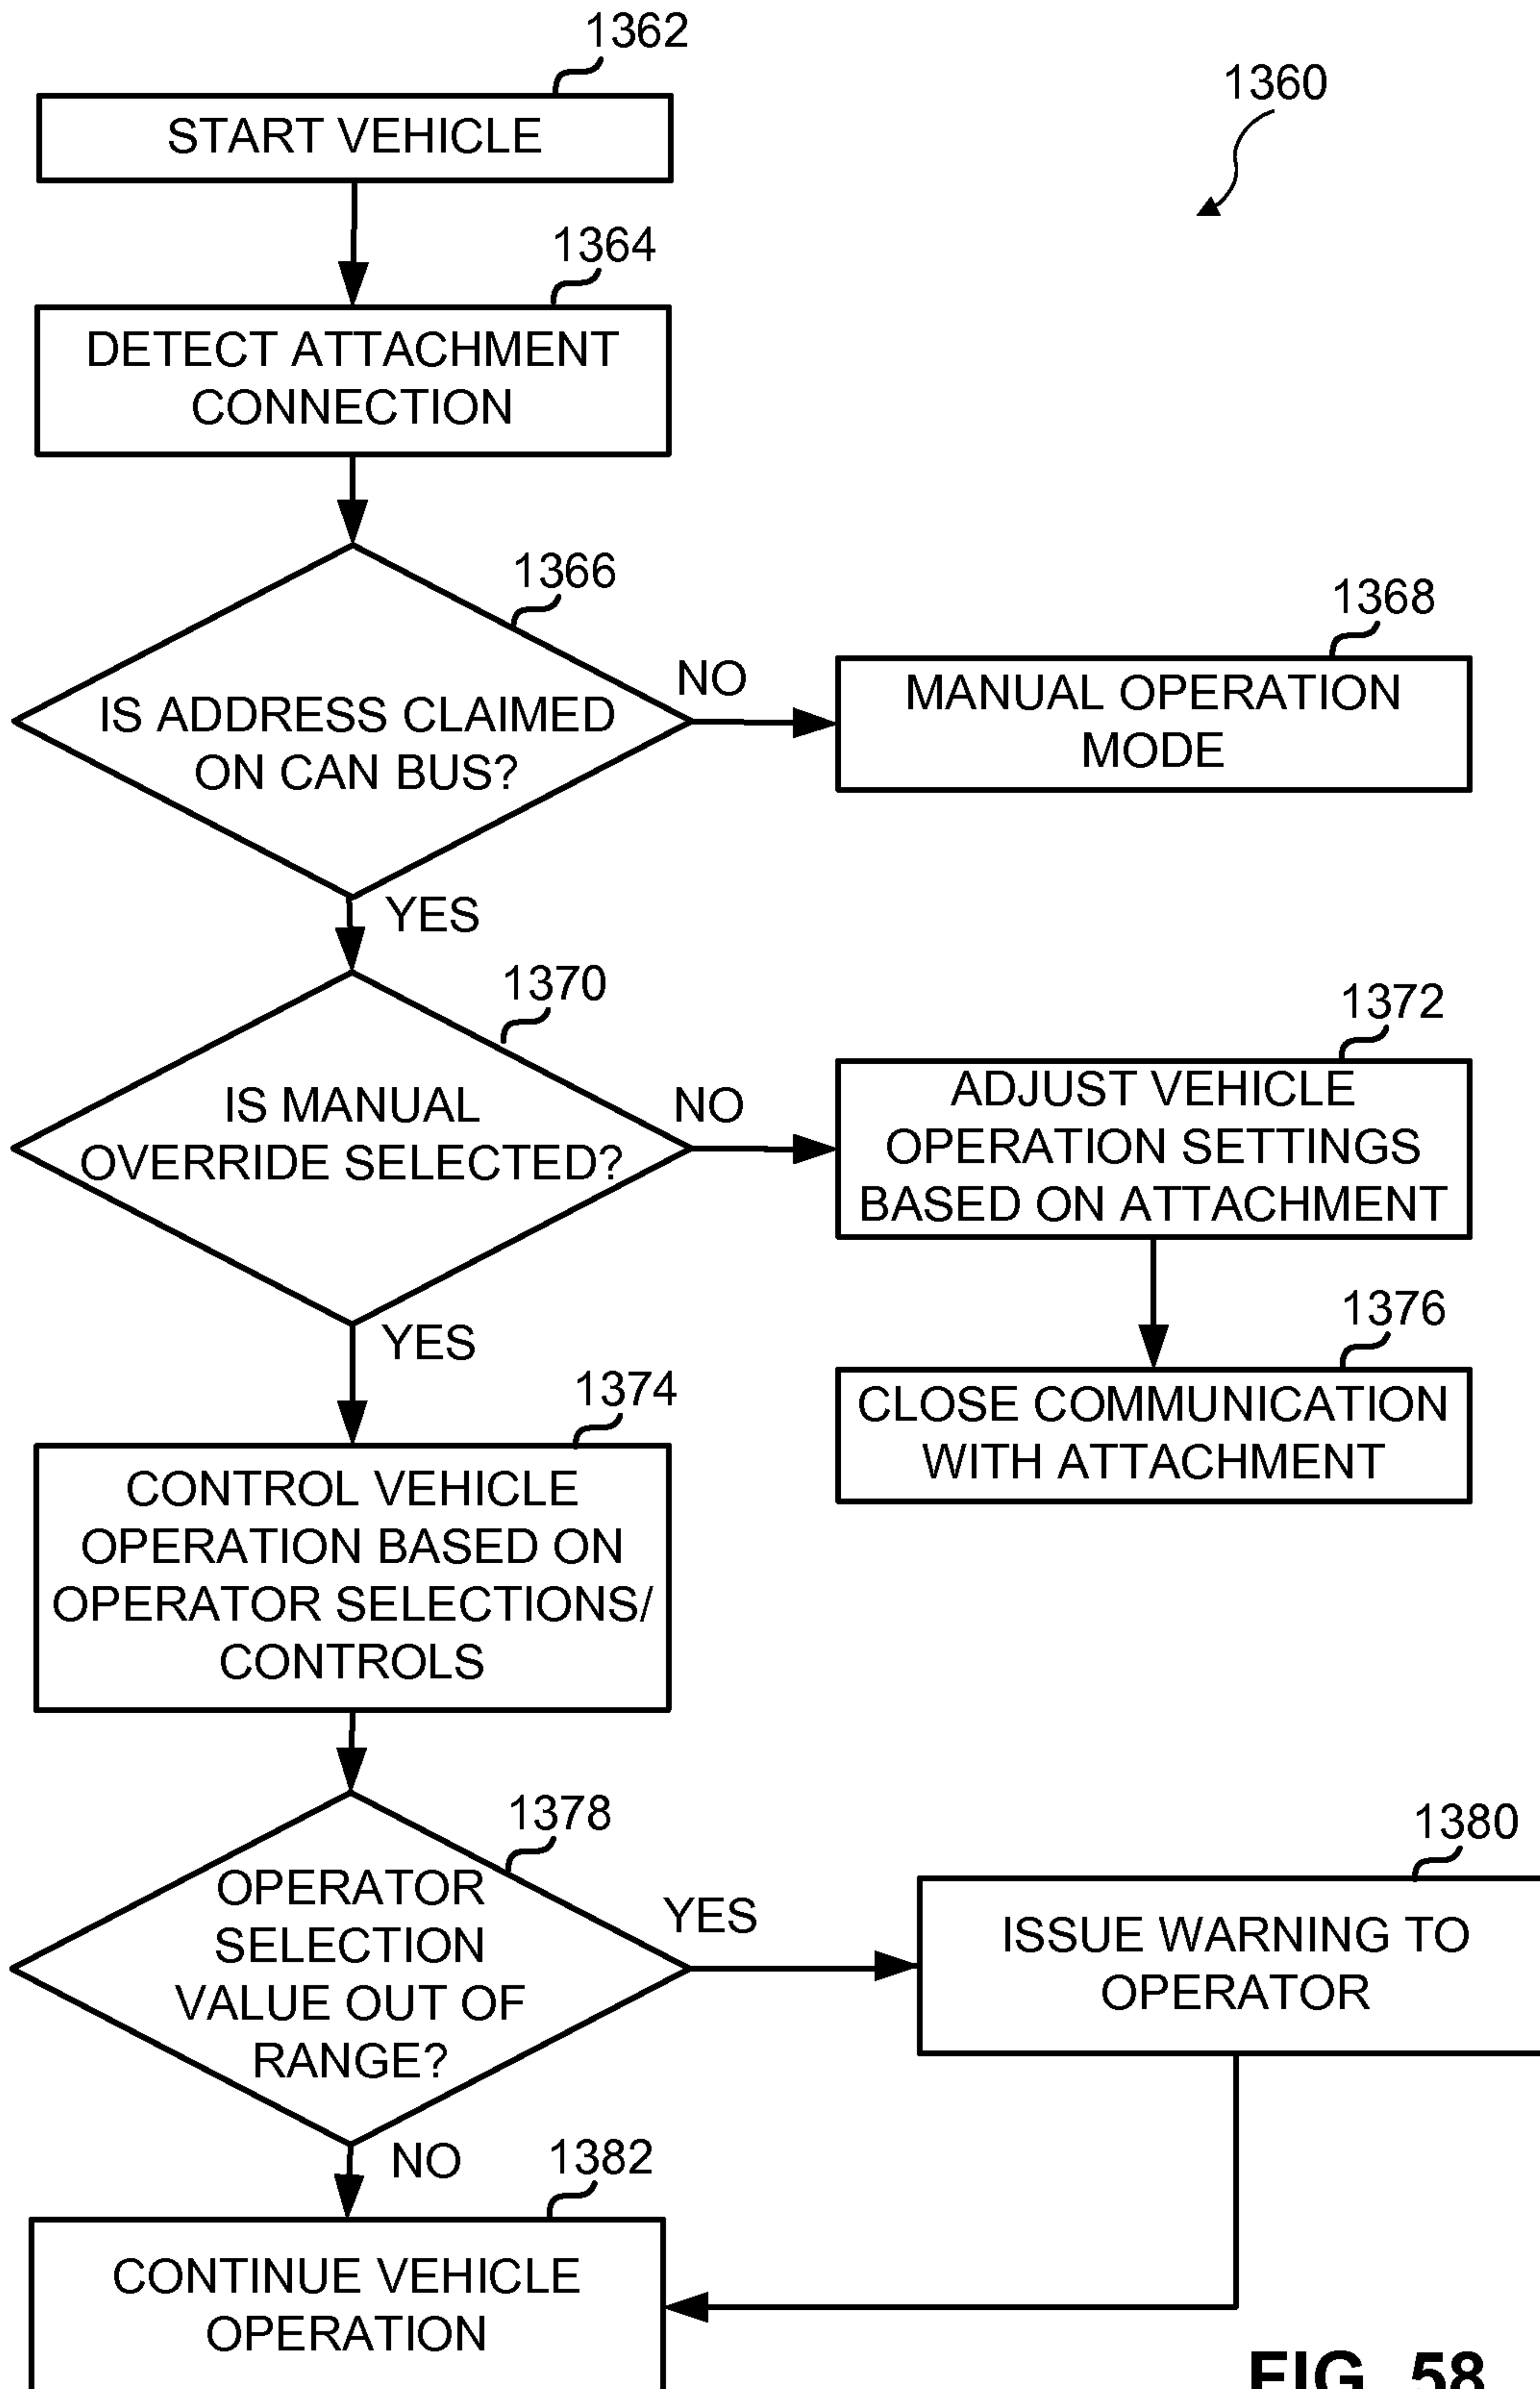 1362
1360
START VEHICLE
1364
DETECT ATTACHMENT
CONNECTION
1366
1368
IS ADDRESS CLAIMED
ON CAN BUS?
NO
MANUAL OPERATION
MODE
YES
1370
1372
IS MANUAL
OVERRIDE SELECTED?
NO
ADJUST VEHICLE
OPERATION SETTINGS
BASED ON ATTACHMENT
YES
1376
1374
CLOSE COMMUNICATION
WITH ATTACHMENT
CONTROL VEHICLE
OPERATION BASED ON
OPERATOR SELECTIONS/
CONTROLS
1378
1380
OPERATOR
SELECTION
VALUE OUT OF
RANGE?
YES
ISSUE WARNING TO
OPERATOR
NO
1382
CONTINUE VEHICLE
OPERATION
FIG. 58